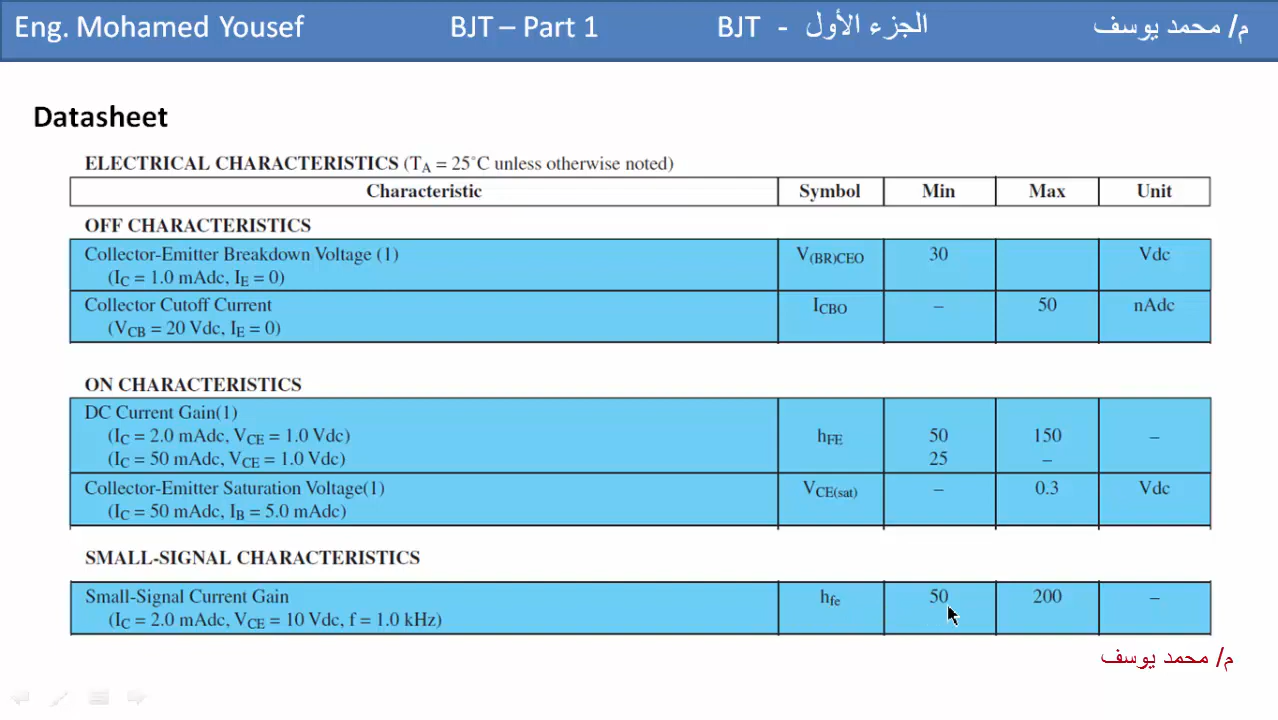 Eng. Mohamed Yousef BJT – Part 1 BJT - الجزء الأول م/ محمد يوسف
Datasheet
ELECTRICAL CHARACTERISTICS (TA = 25°C unless otherwise noted)
Characteristic Symbol Min Max Unit
OFF CHARACTERISTICS
Collector-Emitter Breakdown Voltage (1) V(BR)CEO 30 Vdc
(IC = 1.0 mAdc, IE = 0)
Collector Cutoff Current ICBO – 50 nAdc
(VCB = 20 Vdc, IE = 0)
ON CHARACTERISTICS
DC Current Gain(1)
(IC = 2.0 mAdc, VCE = 1.0 Vdc) hFE 50 150 –
(IC = 50 mAdc, VCE = 1.0 Vdc) 25 –
Collector-Emitter Saturation Voltage(1) VCE(sat) – 0.3 Vdc
(IC = 50 mAdc, IB = 5.0 mAdc)
SMALL-SIGNAL CHARACTERISTICS
Small-Signal Current Gain hfe 50 200 –
(IC = 2.0 mAdc, VCE = 10 Vdc, f = 1.0 kHz)
م/ محمد يوسف